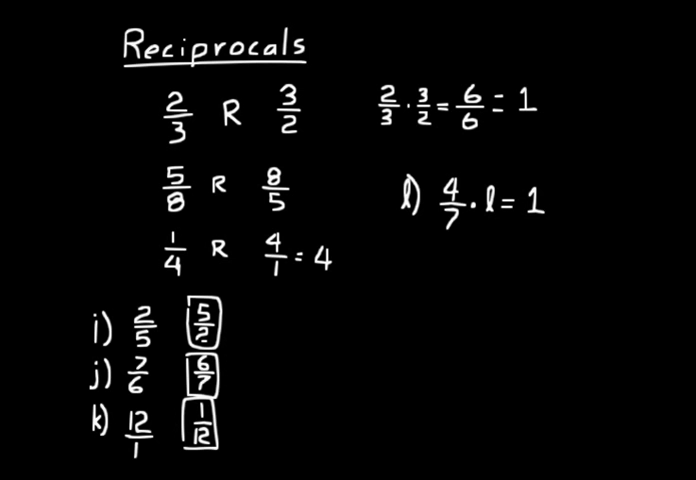 Reciprocals
2/3 R 3/2
2/3 · 3/2 = 6/6 = 1
5/8 R 8/5
l) 4/7 · l = 1
1/4 R 4/1 = 4
i) 2/5 5/2
j) 7/6 6/7
k) 12/1 1/12